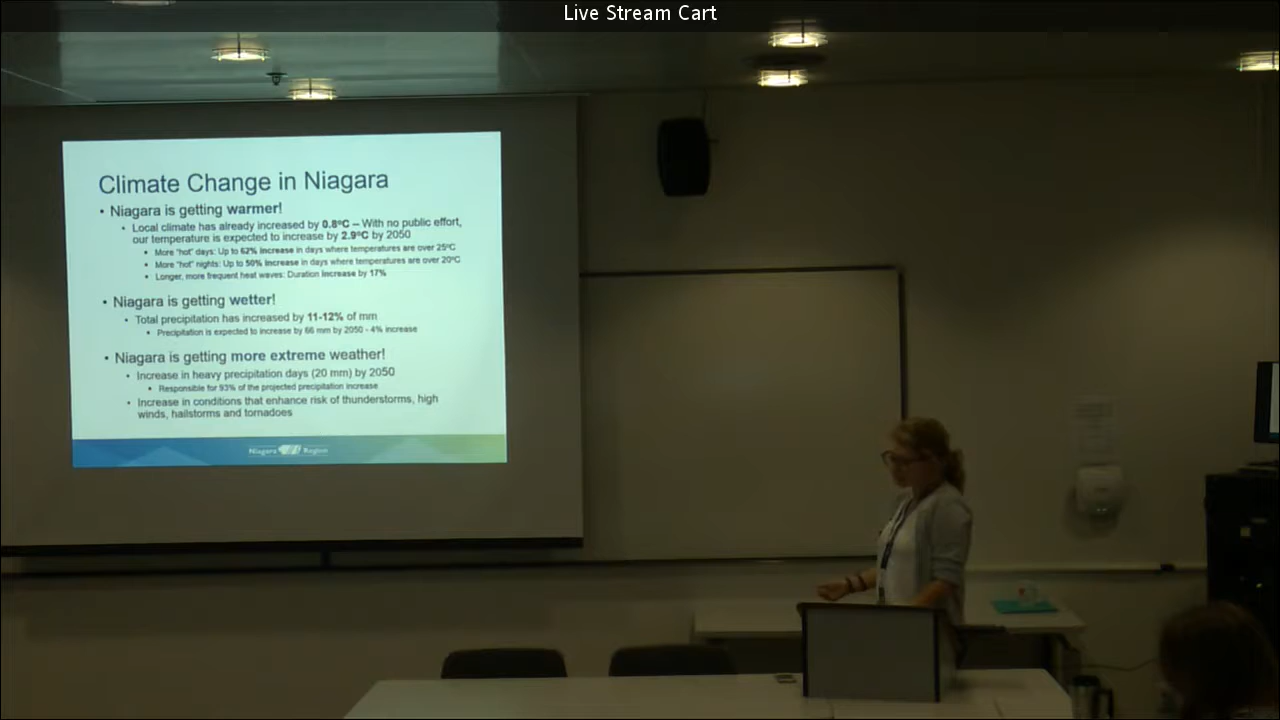 Live Stream Cart
Climate Change in Niagara
• Niagara is getting warmer!
• Local climate has already increased by 0.8ºC – With no public effort,
our temperature is expected to increase by 2.9ºC by 2050
• More "hot" days: Up to 62% increase in days where temperatures are over 25ºC
• More "hot" nights: Up to 50% increase in days where temperatures are over 20ºC
• Longer, more frequent heat waves: Duration increase by 17%
• Niagara is getting wetter!
• Total precipitation has increased by 11-12% of mm
• Precipitation is expected to increase by 66 mm by 2050 - 4% increase
• Niagara is getting more extreme weather!
• Increase in heavy precipitation days (20 mm) by 2050
• Responsible for 93% of the projected precipitation increase
• Increase in conditions that enhance risk of thunderstorms, high
winds, hailstorms and tornadoes
Niagara Region